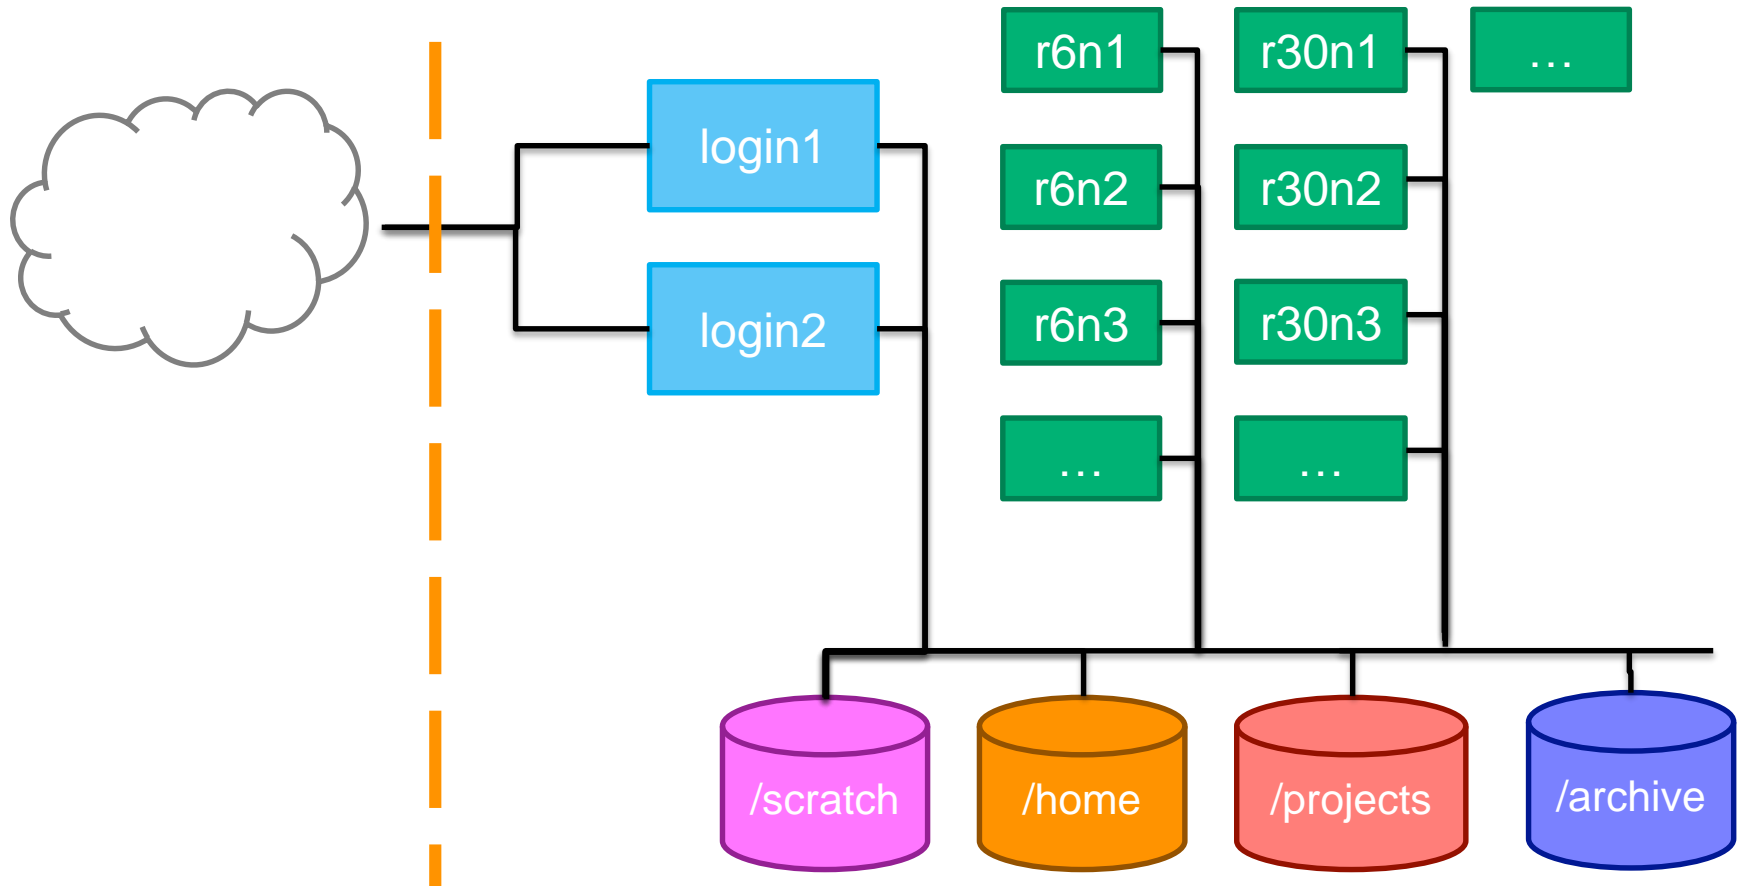 login1
login2
r6n1
r6n2
r6n3
...
r30n1
r30n2
r30n3
...
...
/scratch
/home
/projects
/archive